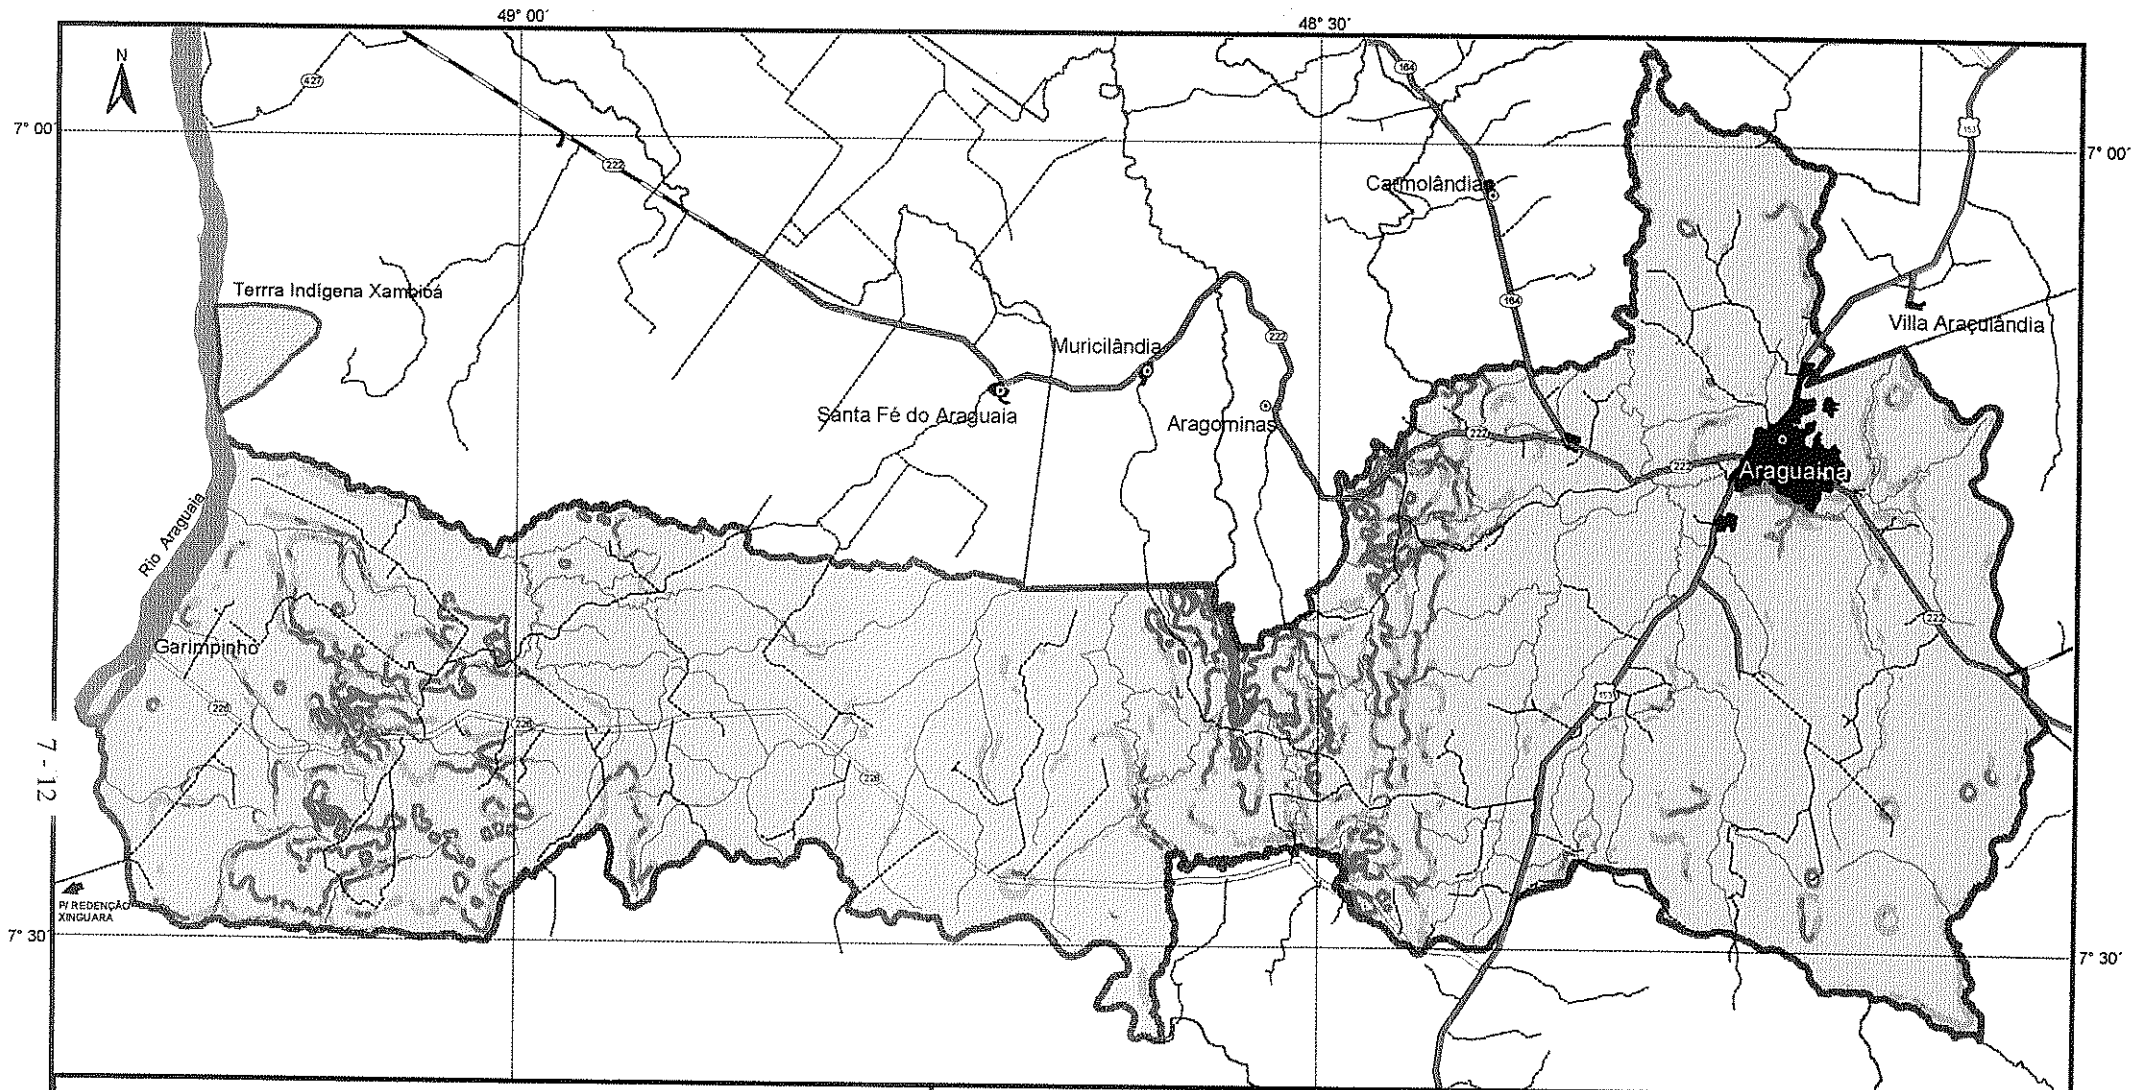 49° 00´
48° 30´
N
427
164
7° 00´
153
7° 00´
222
Carmolândia
Terrra Indígena Xambioá
164
Villa Araçulândia
Muricilândia
222
Santa Fé do Araguaia
Aragominas
222
222
Araguaina
Rio Araguaia
222
Garimpinho
226
226
153
7 - 12
226
P/ REDENÇÃO
XINGUARA
7° 30´
7° 30´